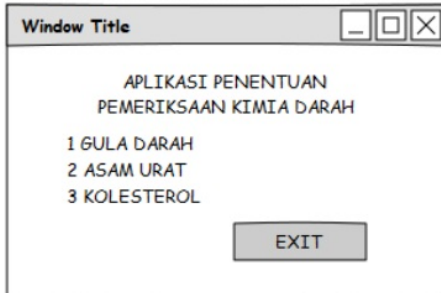 Window Title
APLIKASI PENENTUAN
PEMERIKSAAN KIMIA DARAH
1 GULA DARAH
2 ASAM URAT
3 KOLESTEROL
EXIT